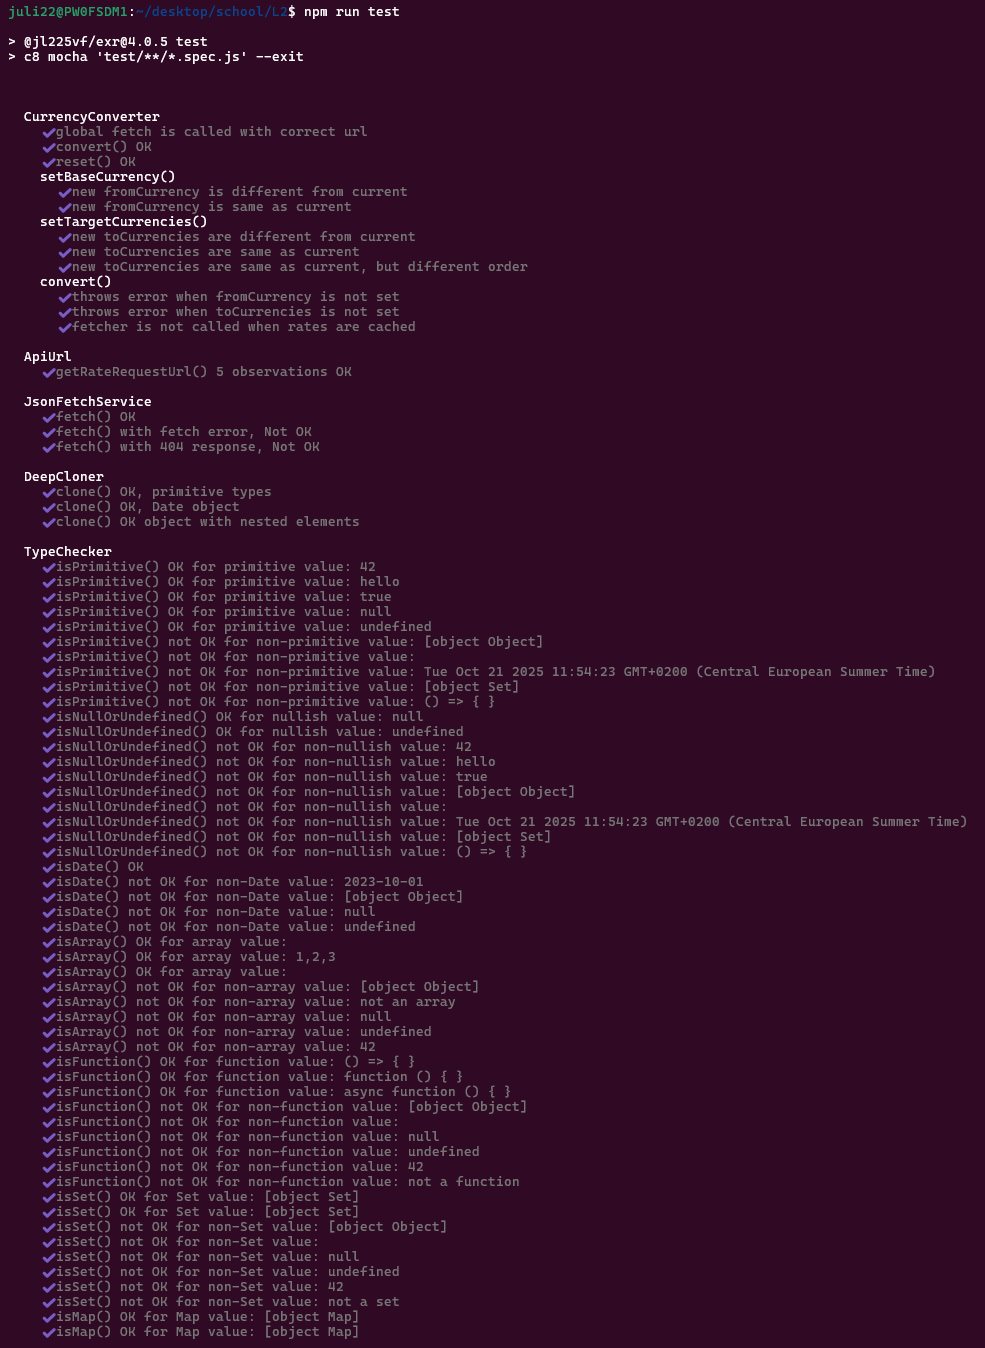 juli22@PW0FSDM1:~/desktop/school/L2$ npm run test
> @jl225vf/exr@4.0.5 test
> c8 mocha 'test/**/*.spec.js' --exit
CurrencyConverter
✔global fetch is called with correct url
✔convert() OK
✔reset() OK
setBaseCurrency()
✔new fromCurrency is different from current
✔new fromCurrency is same as current
setTargetCurrencies()
✔new toCurrencies are different from current
✔new toCurrencies are same as current
✔new toCurrencies are same as current, but different order
convert()
✔throws error when fromCurrency is not set
✔throws error when toCurrencies is not set
✔fetcher is not called when rates are cached
ApiUrl
✔getRateRequestUrl() 5 observations OK
JsonFetchService
✔fetch() OK
✔fetch() with fetch error, Not OK
✔fetch() with 404 response, Not OK
DeepCloner
✔clone() OK, primitive types
✔clone() OK, Date object
✔clone() OK object with nested elements
TypeChecker
✔isPrimitive() OK for primitive value: 42
✔isPrimitive() OK for primitive value: hello
✔isPrimitive() OK for primitive value: true
✔isPrimitive() OK for primitive value: null
✔isPrimitive() OK for primitive value: undefined
✔isPrimitive() not OK for non-primitive value: [object Object]
✔isPrimitive() not OK for non-primitive value:
✔isPrimitive() not OK for non-primitive value: Tue Oct 21 2025 11:54:23 GMT+0200 (Central European Summer Time)
✔isPrimitive() not OK for non-primitive value: [object Set]
✔isPrimitive() not OK for non-primitive value: () => { }
✔isNullOrUndefined() OK for nullish value: null
✔isNullOrUndefined() OK for nullish value: undefined
✔isNullOrUndefined() not OK for non-nullish value: 42
✔isNullOrUndefined() not OK for non-nullish value: hello
✔isNullOrUndefined() not OK for non-nullish value: true
✔isNullOrUndefined() not OK for non-nullish value: [object Object]
✔isNullOrUndefined() not OK for non-nullish value:
✔isNullOrUndefined() not OK for non-nullish value: Tue Oct 21 2025 11:54:23 GMT+0200 (Central European Summer Time)
✔isNullOrUndefined() not OK for non-nullish value: [object Set]
✔isNullOrUndefined() not OK for non-nullish value: () => { }
✔isDate() OK
✔isDate() not OK for non-Date value: 2023-10-01
✔isDate() not OK for non-Date value: [object Object]
✔isDate() not OK for non-Date value: null
✔isDate() not OK for non-Date value: undefined
✔isArray() OK for array value:
✔isArray() OK for array value: 1,2,3
✔isArray() OK for array value:
✔isArray() not OK for non-array value: [object Object]
✔isArray() not OK for non-array value: not an array
✔isArray() not OK for non-array value: null
✔isArray() not OK for non-array value: undefined
✔isArray() not OK for non-array value: 42
✔isFunction() OK for function value: () => { }
✔isFunction() OK for function value: function () { }
✔isFunction() OK for function value: async function () { }
✔isFunction() not OK for non-function value: [object Object]
✔isFunction() not OK for non-function value:
✔isFunction() not OK for non-function value: null
✔isFunction() not OK for non-function value: undefined
✔isFunction() not OK for non-function value: 42
✔isFunction() not OK for non-function value: not a function
✔isSet() OK for Set value: [object Set]
✔isSet() OK for Set value: [object Set]
✔isSet() not OK for non-Set value: [object Object]
✔isSet() not OK for non-Set value:
✔isSet() not OK for non-Set value: null
✔isSet() not OK for non-Set value: undefined
✔isSet() not OK for non-Set value: 42
✔isSet() not OK for non-Set value: not a set
✔isMap() OK for Map value: [object Map]
✔isMap() OK for Map value: [object Map]